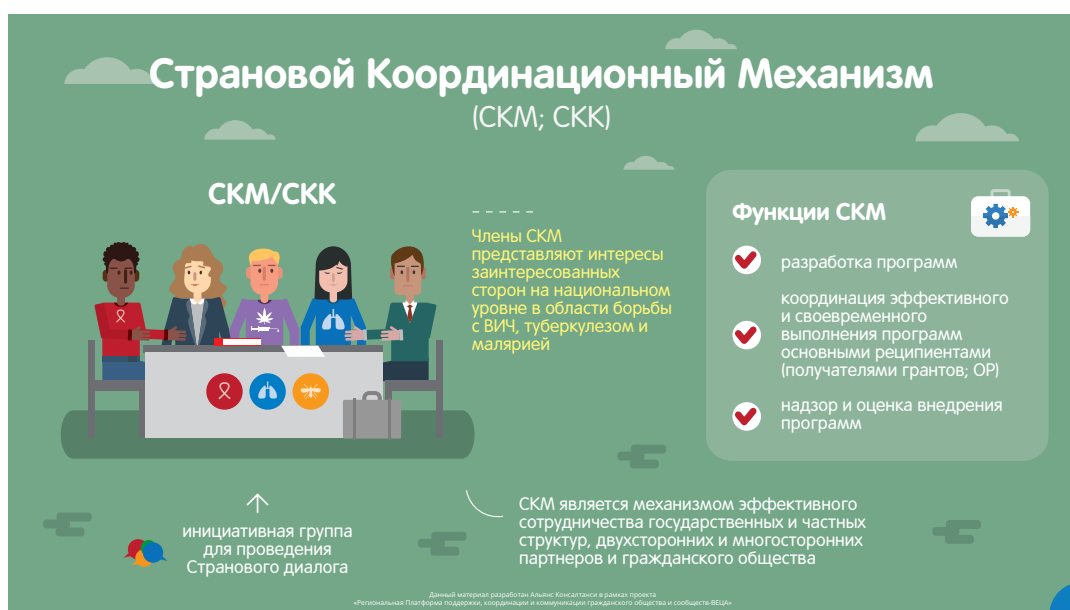 Страновой Координационный Механизм
(СКМ; СКК)
СКМ/СКК
Члены СКМ
представляют интересы
заинтересованных
сторон на национальном
уровне в области борьбы
с ВИЧ, туберкулезом и
малярией
Функции СКМ
разработка программ
координация эффективного
и своевременного
выполнения программ
основными реципиентами
(получателями грантов; ОР)
надзор и оценка внедрения
программ
инициативная группа
для проведения
Странового диалога
СКМ является механизмом эффективного
сотрудничества государственных и частных
структур, двухсторонних и многосторонних
партнеров и гражданского общества
Данный материал разработан Альянс Консалтанси в рамках проекта
«Региональная Платформа поддержки, координации и коммуникации гражданского общества и сообществ-ВЕЦА»